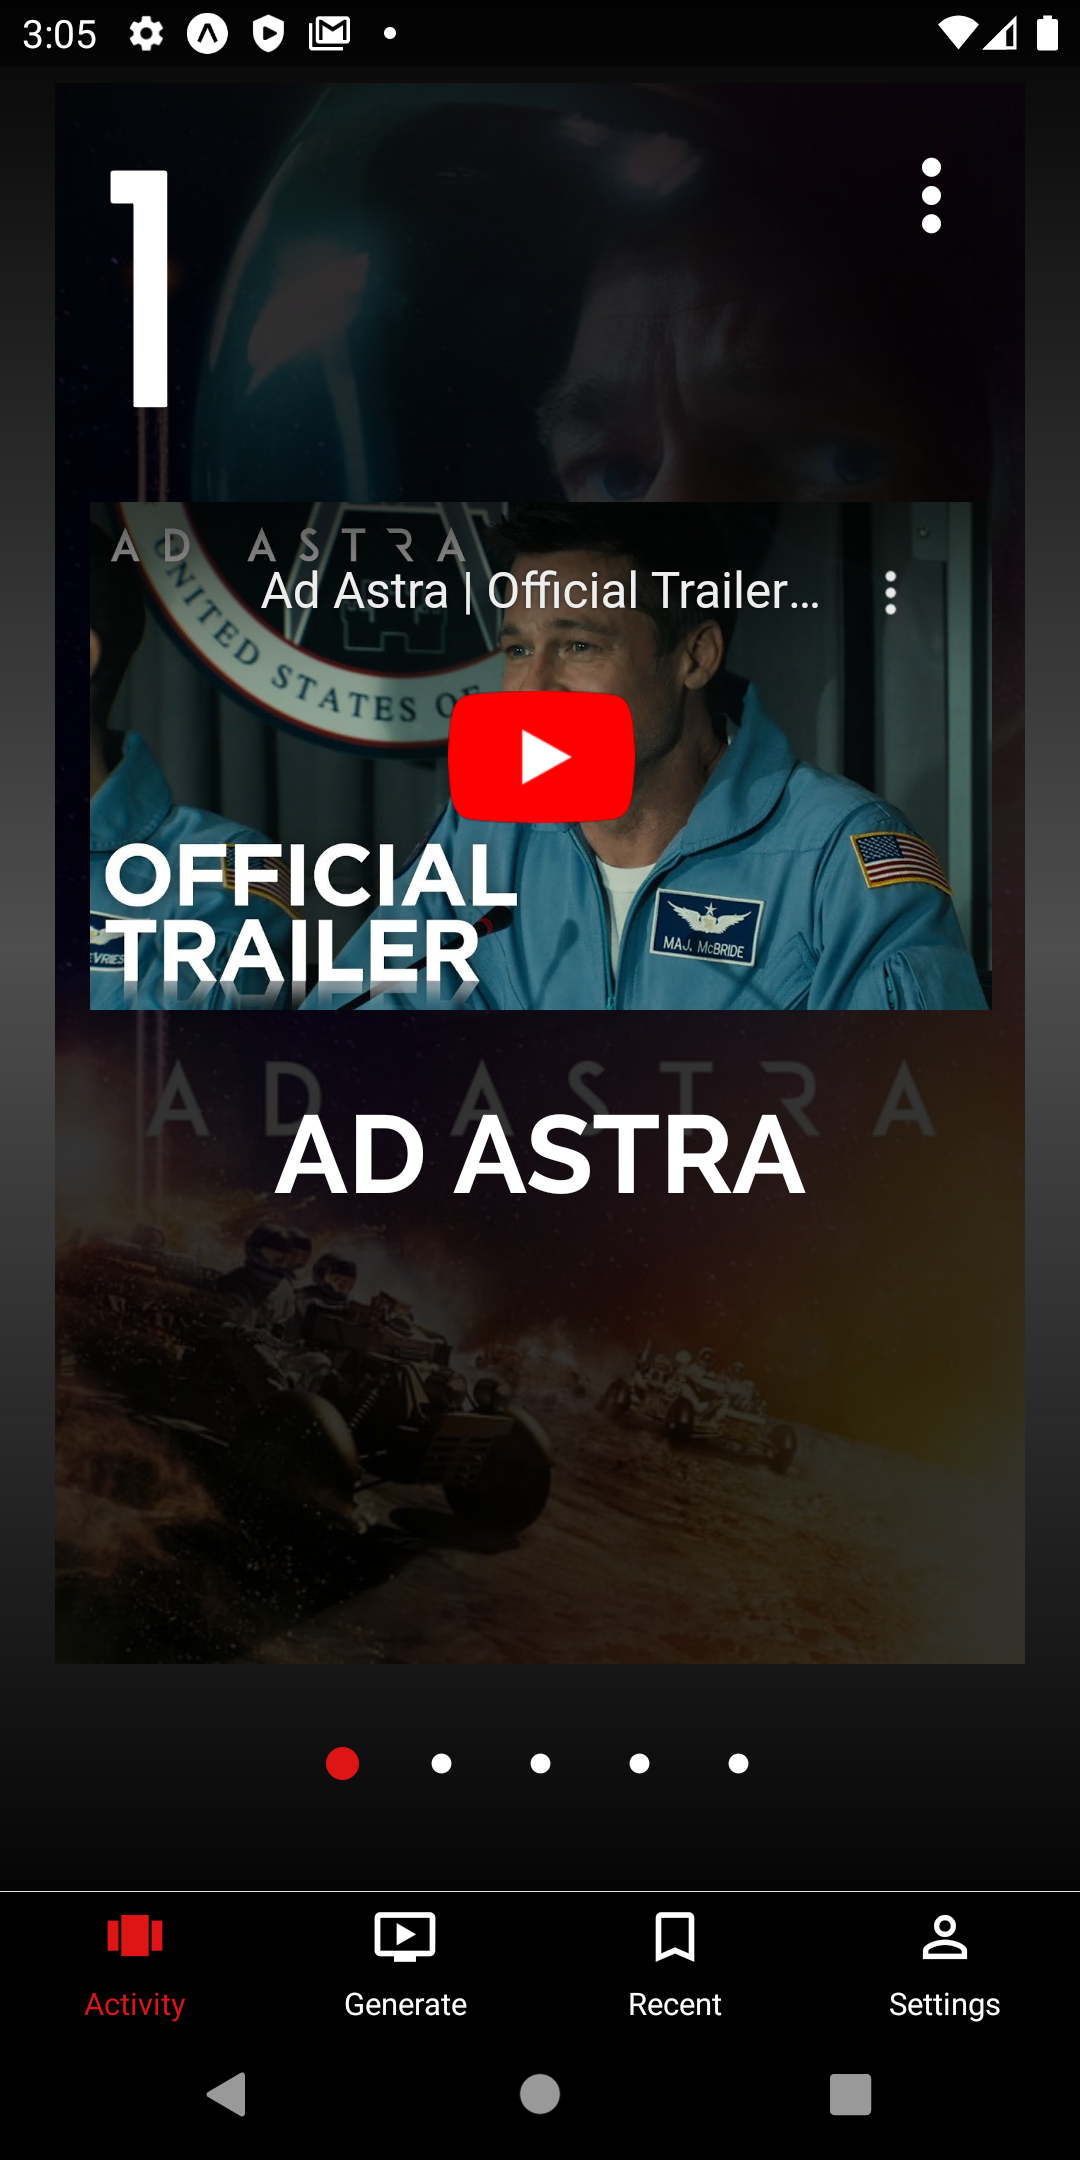 3:05
1
AD ASTRA
Ad Astra | Official Trailer…
UNITED STATES OF
OFFICIAL
TRAILER
MAJ. McBRIDE
AD ASTRA
AD ASTRA
Activity
Generate
Recent
Settings